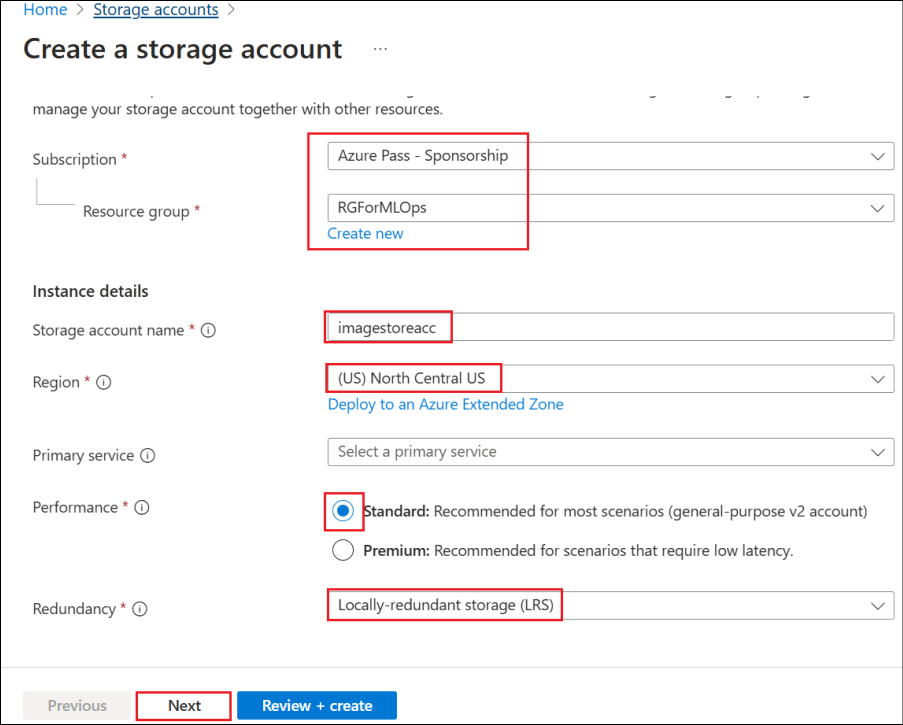 Home > Storage accounts >
Create a storage account ...
manage your storage account together with other resources.
Subscription * Azure Pass - Sponsorship
Resource group * RGForMLOps
Create new
Instance details
Storage account name * imagestoreacc
Region * (US) North Central US
Deploy to an Azure Extended Zone
Primary service Select a primary service
Performance * Standard: Recommended for most scenarios (general-purpose v2 account)
Premium: Recommended for scenarios that require low latency.
Redundancy * Locally-redundant storage (LRS)
Previous Next Review + create